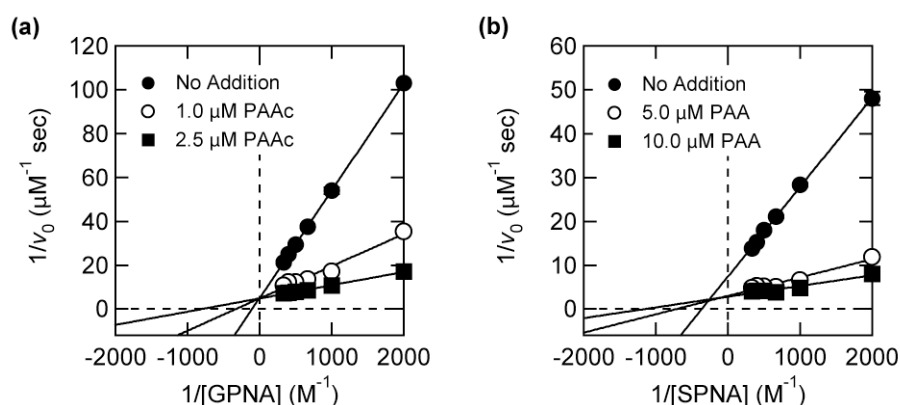 (a)
120
100
80
60
40
20
0
1/v₀ (µM⁻¹ sec)
No Addition
1.0 µM PAAc
2.5 µM PAAc
-2000 -1000 0 1000 2000
1/[GPNA] (M⁻¹)
(b)
60
50
40
30
20
10
0
1/v₀ (µM⁻¹ sec)
No Addition
5.0 µM PAA
10.0 µM PAA
-2000 -1000 0 1000 2000
1/[SPNA] (M⁻¹)